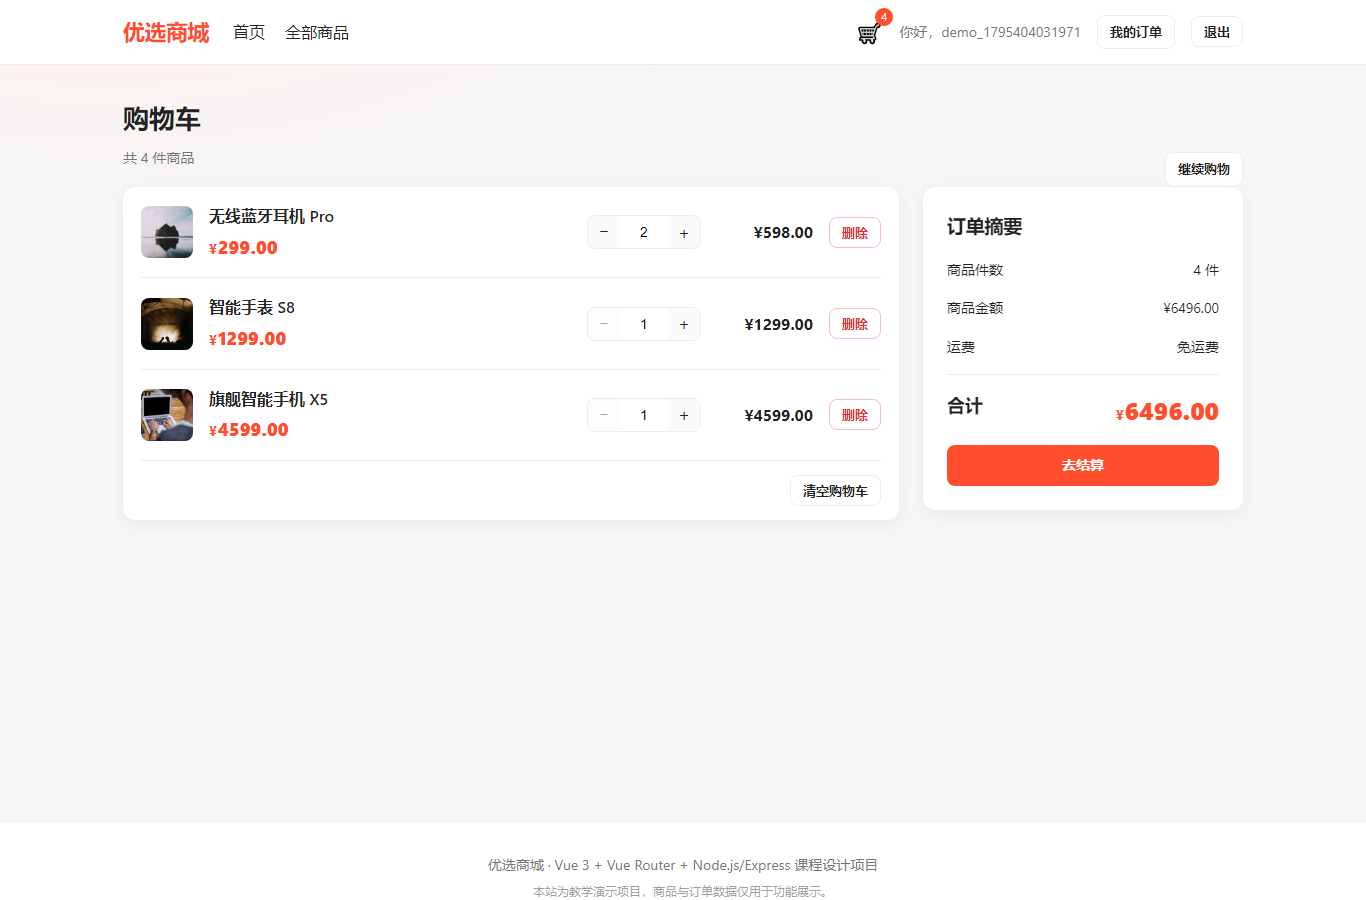 优选商城 首页 全部商品 4 你好，demo_1795404031971 我的订单 退出
购物车
共 4 件商品
继续购物
无线蓝牙耳机 Pro
¥299.00
− 2 + ¥598.00 删除
智能手表 S8
¥1299.00
− 1 + ¥1299.00 删除
旗舰智能手机 X5
¥4599.00
− 1 + ¥4599.00 删除
清空购物车
订单摘要
商品件数 4 件
商品金额 ¥6496.00
运费 免运费
合计 ¥6496.00
去结算
优选商城 · Vue 3 + Vue Router + Node.js/Express 课程设计项目
本站为教学演示项目，商品与订单数据仅用于功能展示。